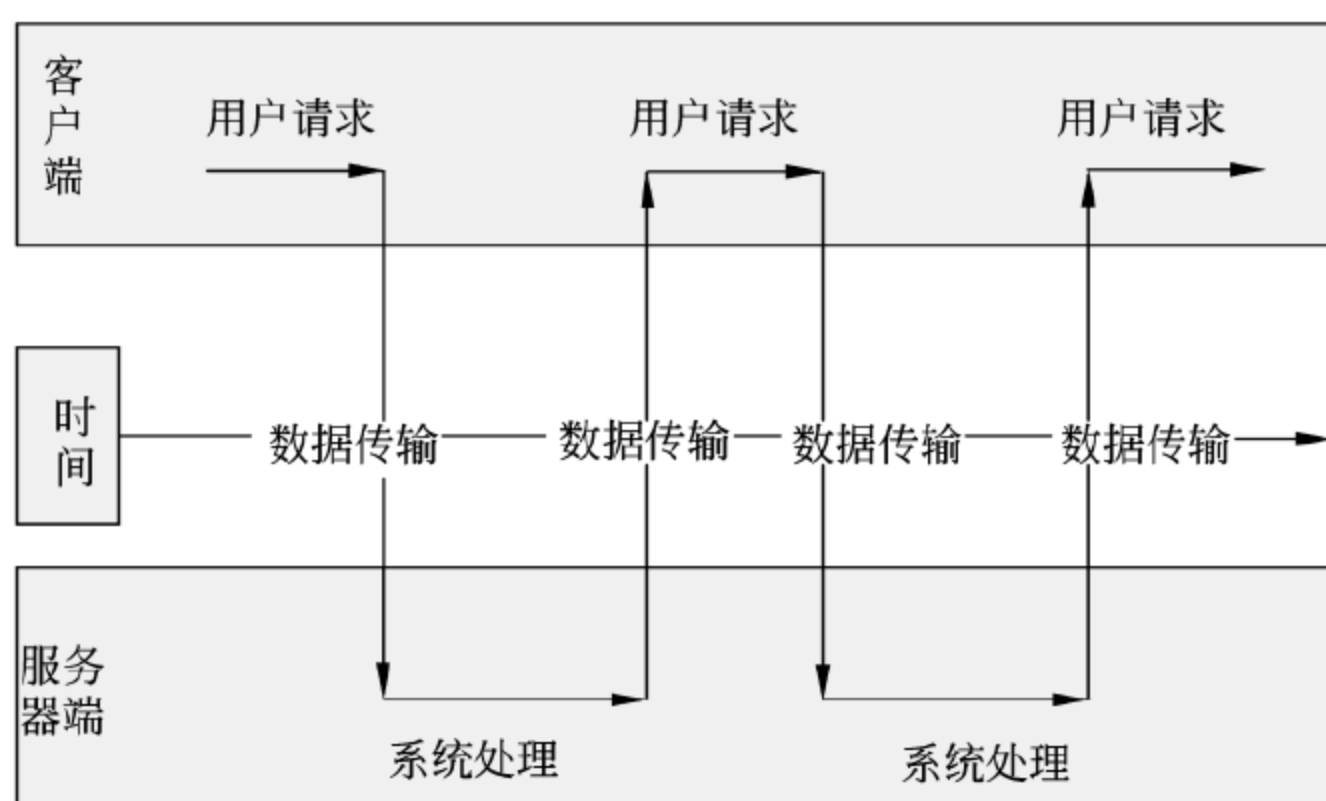 客
户
端
用户请求
用户请求
用户请求
时
间
数据传输
数据传输
数据传输
数据传输
服务
器端
系统处理
系统处理